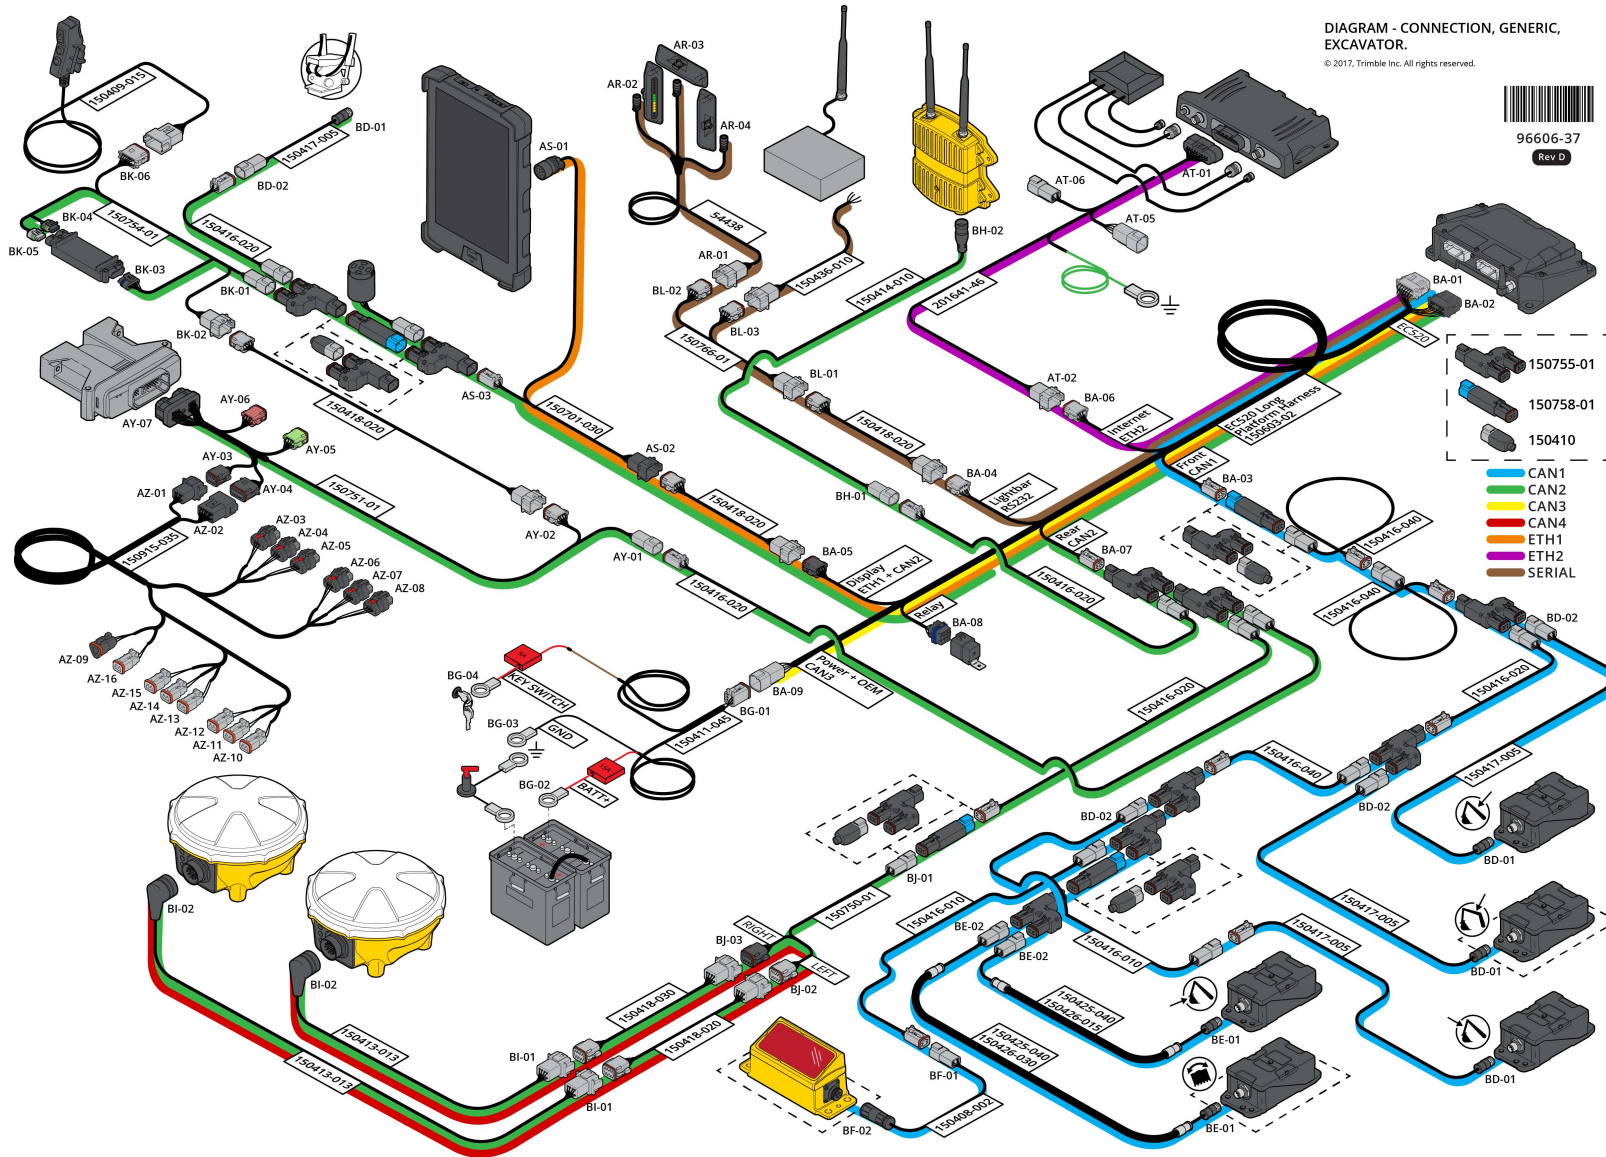 DIAGRAM - CONNECTION, GENERIC,
EXCAVATOR.
© 2017, Trimble Inc. All rights reserved.
96606-37
Rev D
150409-015
BK-06
BD-01
150417-005
BD-02
BK-04
BK-05
150754-01
BK-03
150416-020
BK-01
BK-02
AS-01
AS-03
150418-020
AR-03
AR-02
AR-04
54438
AR-01
BL-02
150436-010
BL-03
150766-01
BL-01
150418-020
BA-04
Lightbar
RS232
BH-02
150414-010
BH-01
AT-06
AT-01
AT-05
201641-46
AT-02
BA-06
Internet
ETH2
BA-01
BA-02
EC520
EC520 Long
Platform Harness
150603-02
150755-01
150758-01
150410
CAN1
CAN2
CAN3
CAN4
ETH1
ETH2
SERIAL
AY-07
AY-06
AY-05
AY-03
AY-04
AZ-01
AZ-02
150915-035
150751-01
AZ-03
AZ-04
AZ-05
AZ-06
AZ-07
AZ-08
AZ-09
AZ-16
AZ-15
AZ-14
AZ-13
AZ-12
AZ-11
AZ-10
AY-02
AY-01
150416-020
150701-030
AS-02
150418-020
BA-05
Display
ETH1 + CAN2
Relay
BA-08
Power + OEM
CAN3
BA-09
BG-01
150411-045
5A
BG-04
KEY SWITCH
BG-03
GND
BG-02
15A
BATT+
Front
CAN1
BA-03
150416-040
Rear
CAN2
BA-07
150416-020
150416-040
BD-02
150416-020
150416-020
150417-005
BD-02
150416-040
BD-02
BD-01
150417-005
BD-01
BJ-01
150750-01
150416-010
BE-02
BE-02
150416-010
150417-005
BD-01
150425-040
150426-015
BE-01
150425-040
150426-030
BE-01
BF-01
150408-002
BF-02
BI-02
BI-02
RIGHT
BJ-03
LEFT
BJ-02
150418-030
150418-020
BI-01
BI-01
150413-013
150413-013